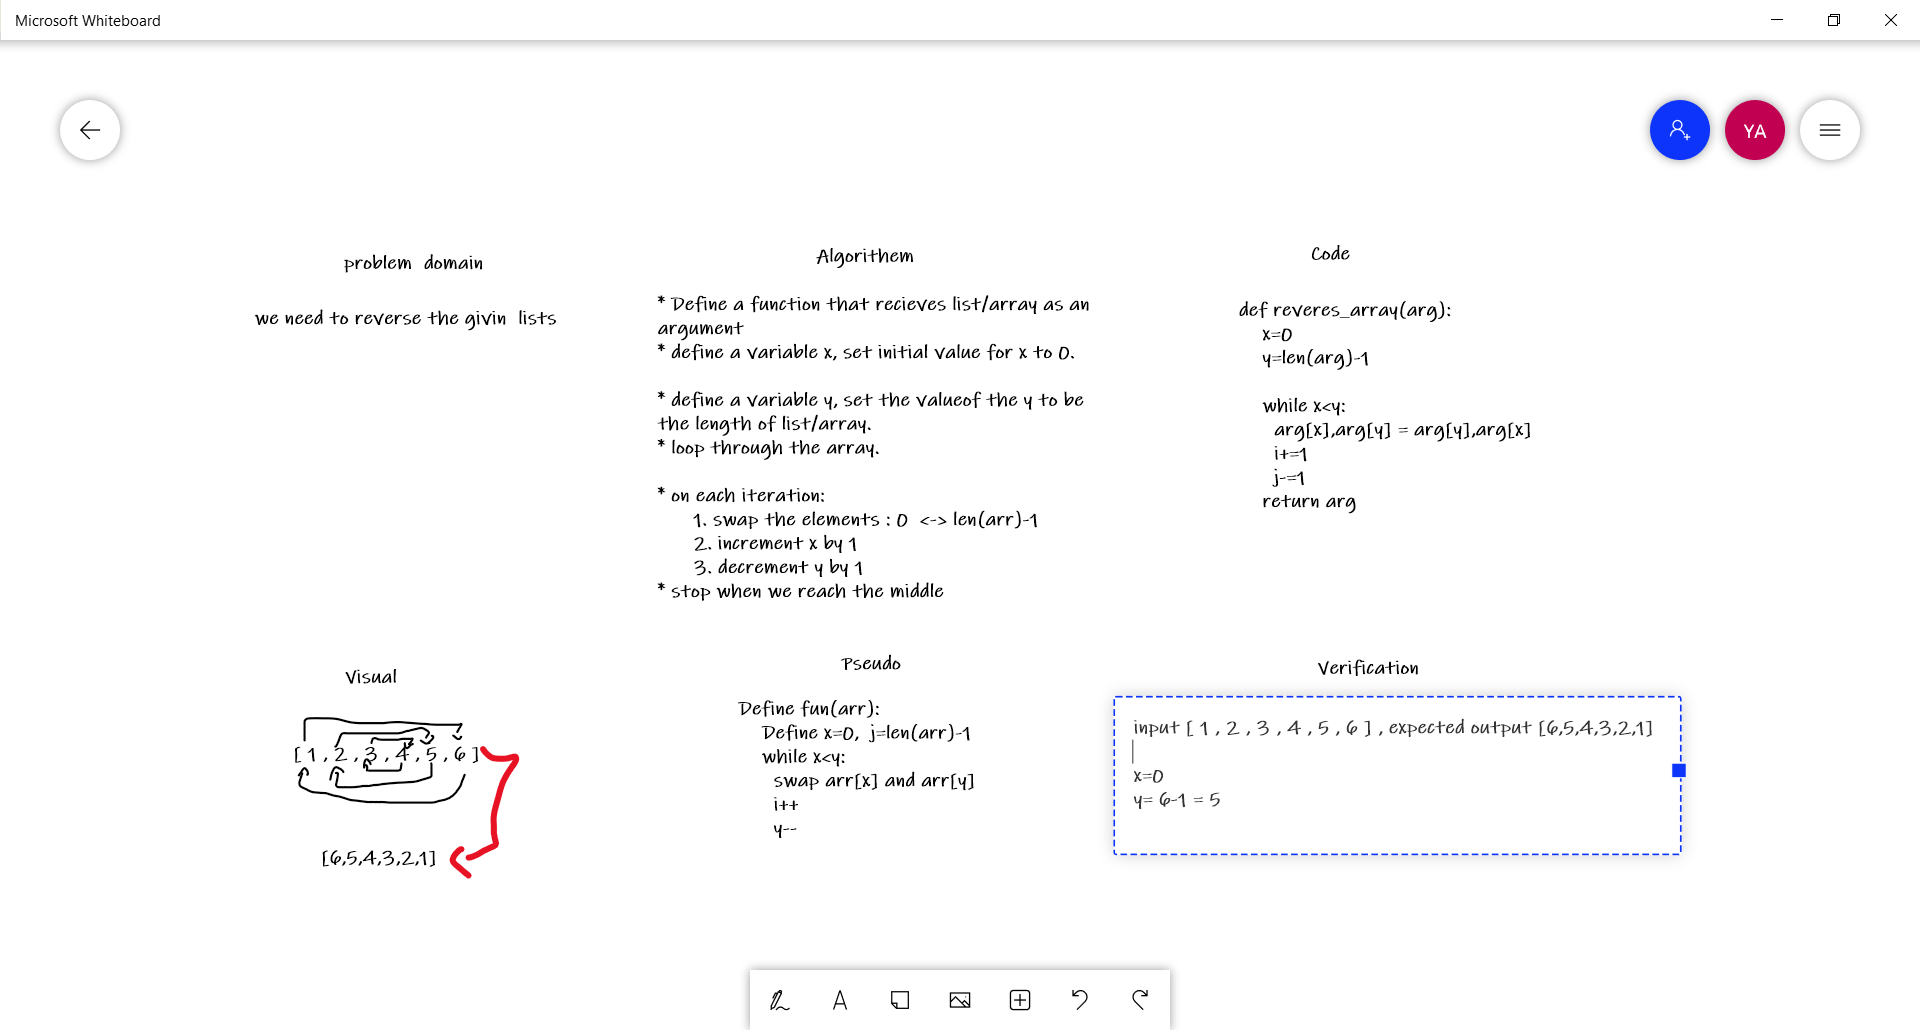 Microsoft Whiteboard
YA
problem domain
we need to reverse the givin lists
Algorithem
* Define a function that recieves list/array as an
argument
* define a variable x, set initial value for x to 0.
* define a variable y, set the valueof the y to be
the length of list/array.
* loop through the array.
* on each iteration:
1. swap the elements : 0 <-> len(arr)-1
2. increment x by 1
3. decrement y by 1
* stop when we reach the middle
Code
def reveres_array(arg):
x=0
y=len(arg)-1
while x<y:
arg[x],arg[y] = arg[y],arg[x]
i+=1
j-=1
return arg
Visual
[ 1 , 2 , 3 , 4 , 5 , 6 ]
[6,5,4,3,2,1]
Pseudo
Define fun(arr):
Define x=0, j=len(arr)-1
while x<y:
swap arr[x] and arr[y]
i++
y--
Verification
input [ 1 , 2 , 3 , 4 , 5 , 6 ] , expected output [6,5,4,3,2,1]
x=0
y= 6-1 = 5